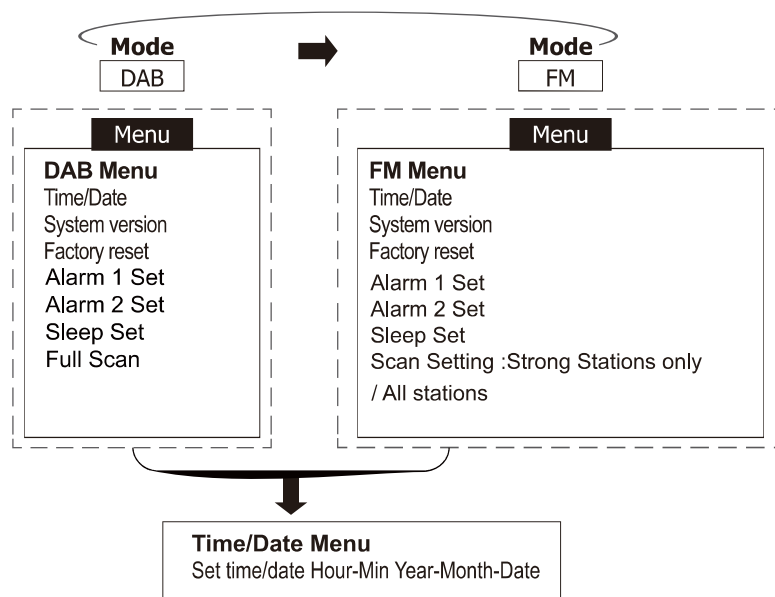 Mode
DAB
Mode
FM
Menu
DAB Menu
Time/Date
System version
Factory reset
Alarm 1 Set
Alarm 2 Set
Sleep Set
Full Scan
Menu
FM Menu
Time/Date
System version
Factory reset
Alarm 1 Set
Alarm 2 Set
Sleep Set
Scan Setting :Strong Stations only
/ All stations
Time/Date Menu
Set time/date Hour-Min Year-Month-Date